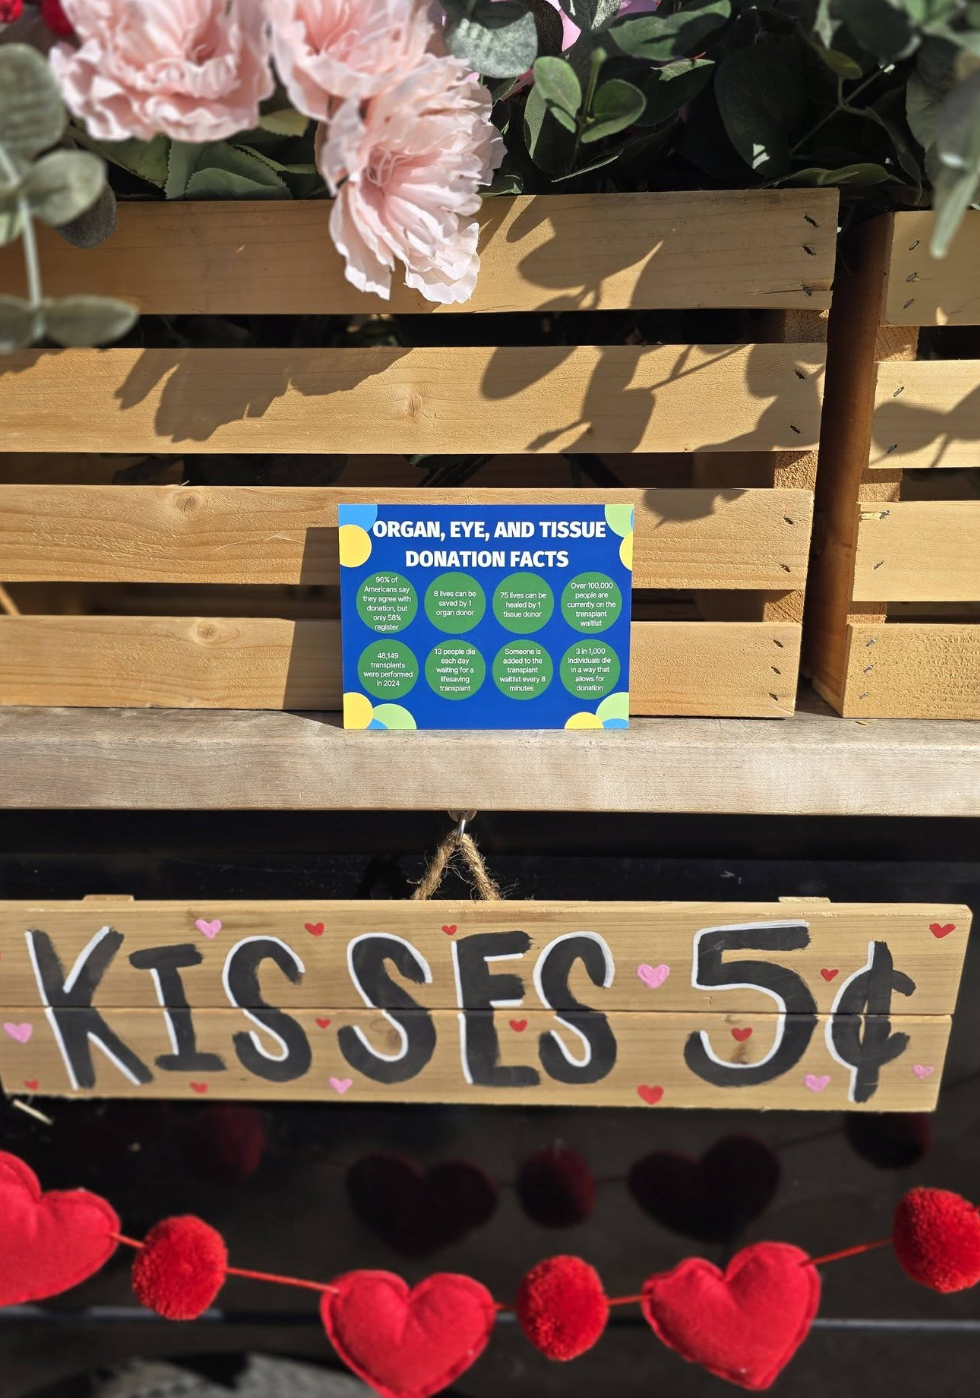 ORGAN, EYE, AND TISSUE
DONATION FACTS
96% of
Americans say
they agree with
donation, but
only 58%
register
8 lives can be
saved by 1
organ donor
75 lives can be
healed by 1
tissue donor
Over 100,000
people are
currently on the
transplant
waitlist
48,149
transplants
were performed
in 2024
13 people die
each day
waiting for a
lifesaving
transplant
Someone is
added to the
transplant
waitlist every 8
minutes
3 in 1,000
individuals die
in a way that
allows for
donation
KISSES 5¢